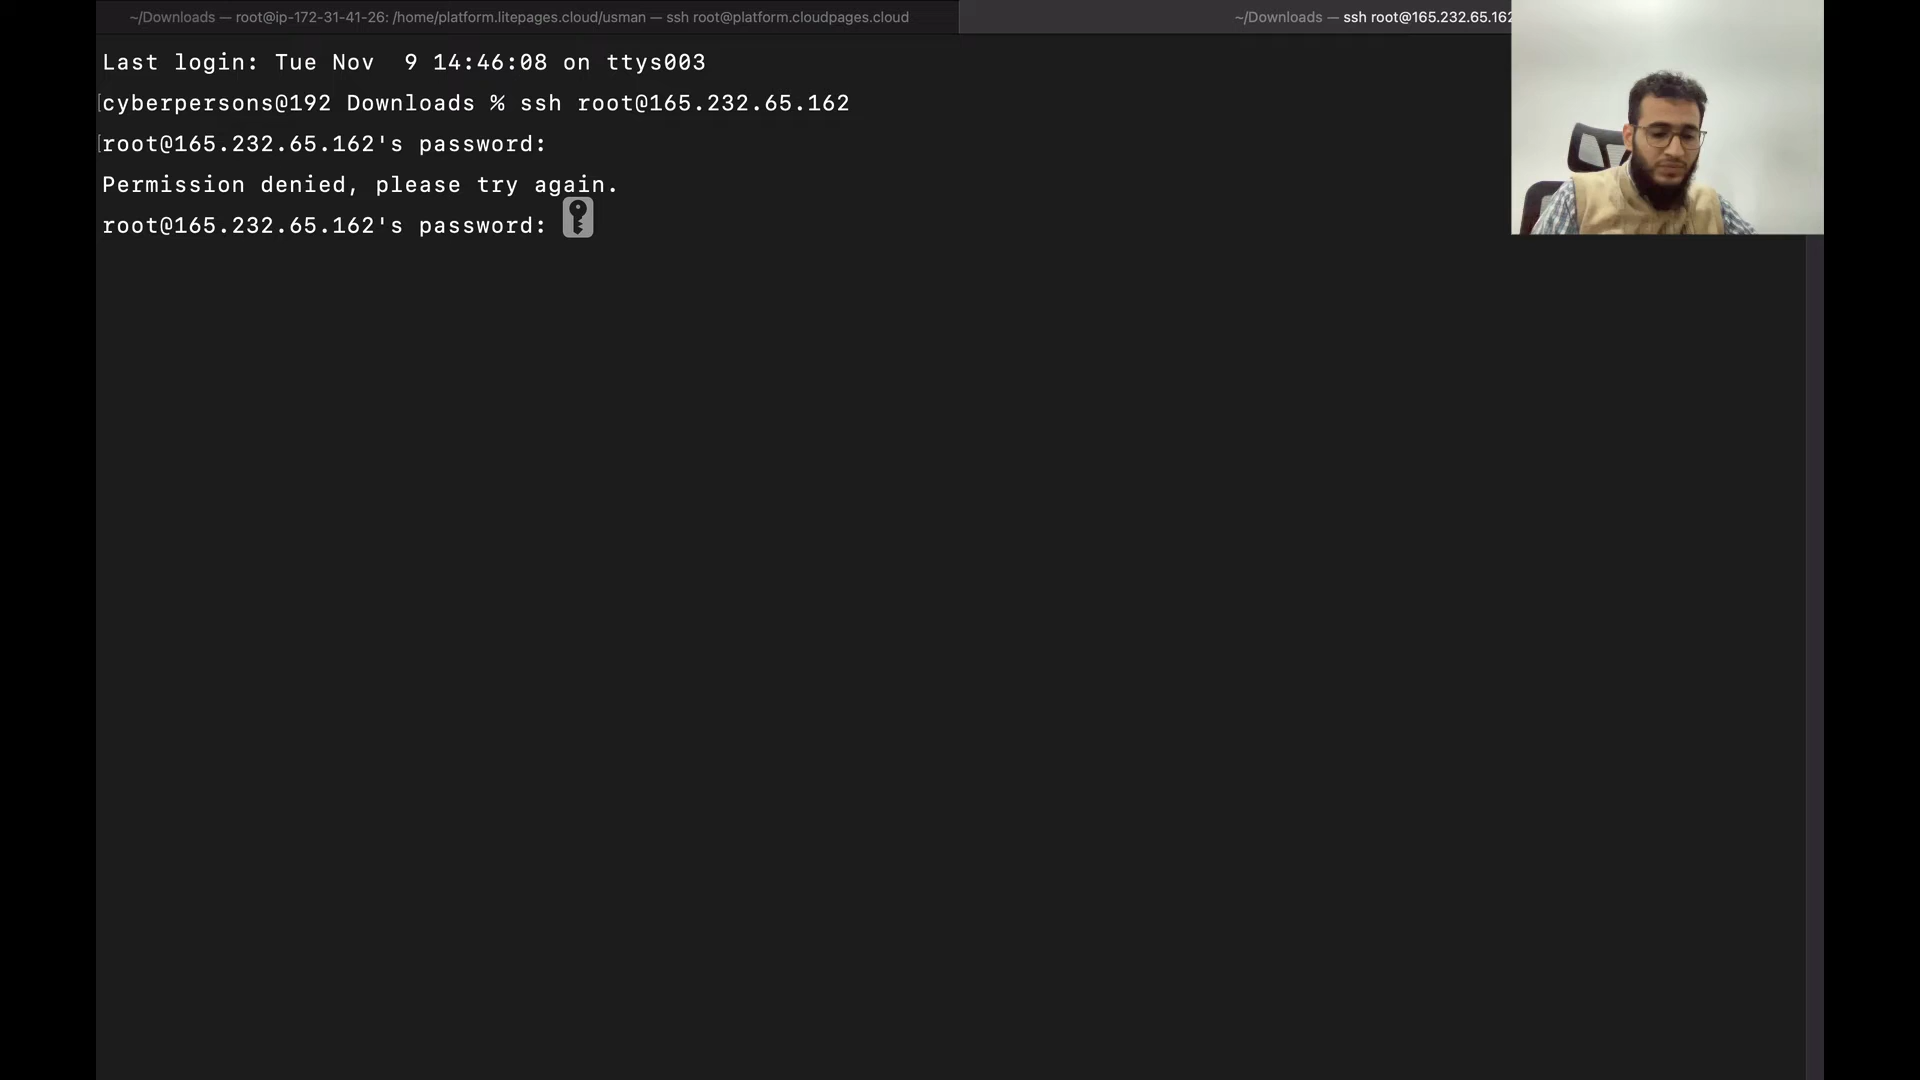 ~/Downloads — root@ip-172-31-41-26: /home/platform.litepages.cloud/usman — ssh root@platform.cloudpages.cloud
~/Downloads — ssh root@165.232.65.162
Last login: Tue Nov  9 14:46:08 on ttys003
[cyberpersons@192 Downloads % ssh root@165.232.65.162
[root@165.232.65.162's password:
Permission denied, please try again.
root@165.232.65.162's password: